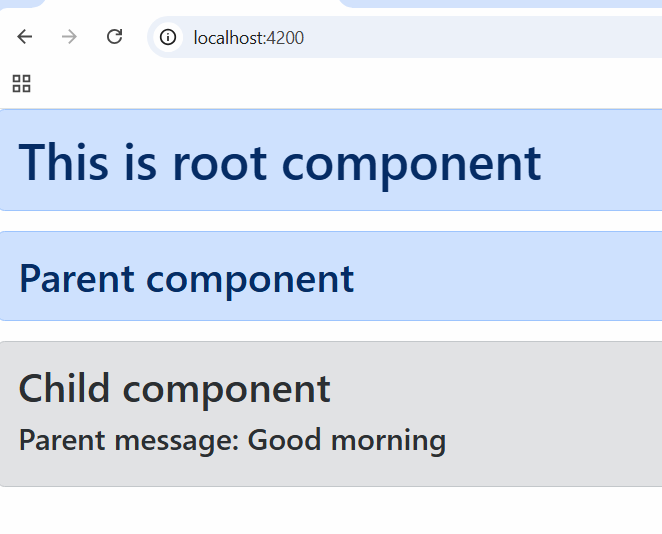 localhost:4200
This is root component
Parent component
Child component
Parent message: Good morning